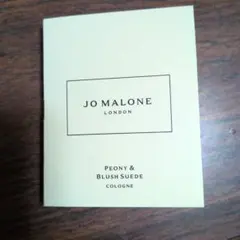 JO MALONE
LONDON
PEONY &
BLUSH SUEDE
COLOGNE